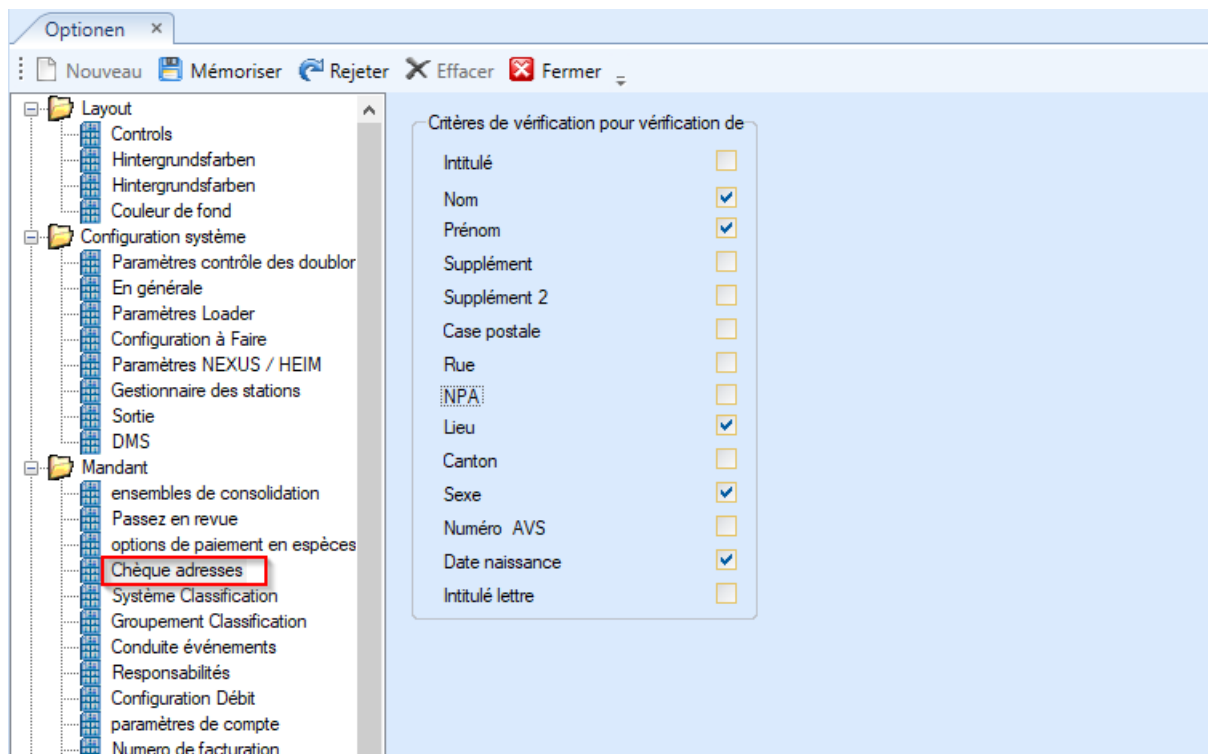 Optionen ×
Nouveau Mémoriser Rejeter Effacer Fermer
Layout
Controls
Hintergrundsfarben
Hintergrundsfarben
Couleur de fond
Configuration système
Paramètres contrôle des doublor
En générale
Paramètres Loader
Configuration à Faire
Paramètres NEXUS / HEIM
Gestionnaire des stations
Sortie
DMS
Mandant
ensembles de consolidation
Passez en revue
options de paiement en espèces
Chèque adresses
Système Classification
Groupement Classification
Conduite événements
Responsabilités
Configuration Débit
paramètres de compte
Numero de facturation
Critères de vérification pour vérification de
Intitulé
Nom
Prénom
Supplément
Supplément 2
Case postale
Rue
NPA
Lieu
Canton
Sexe
Numéro AVS
Date naissance
Intitulé lettre